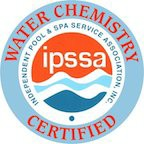 WATER CHEMISTRY
INDEPENDENT POOL & SPA SERVICE ASSOCIATION, INC.
ipssa
CERTIFIED